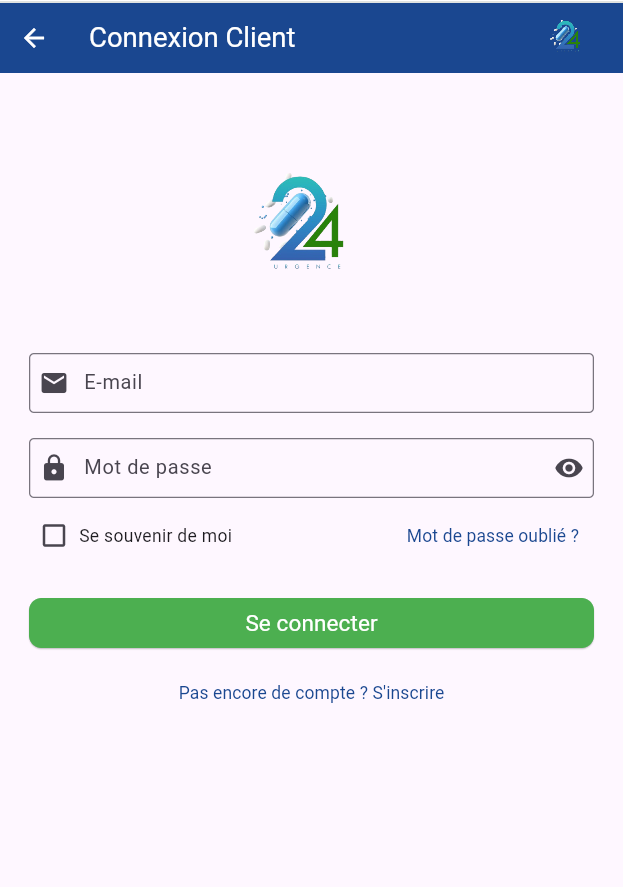 Connexion Client
24
24
URGENCE
E-mail
Mot de passe
Se souvenir de moi
Mot de passe oublié ?
Se connecter
Pas encore de compte ? S'inscrire